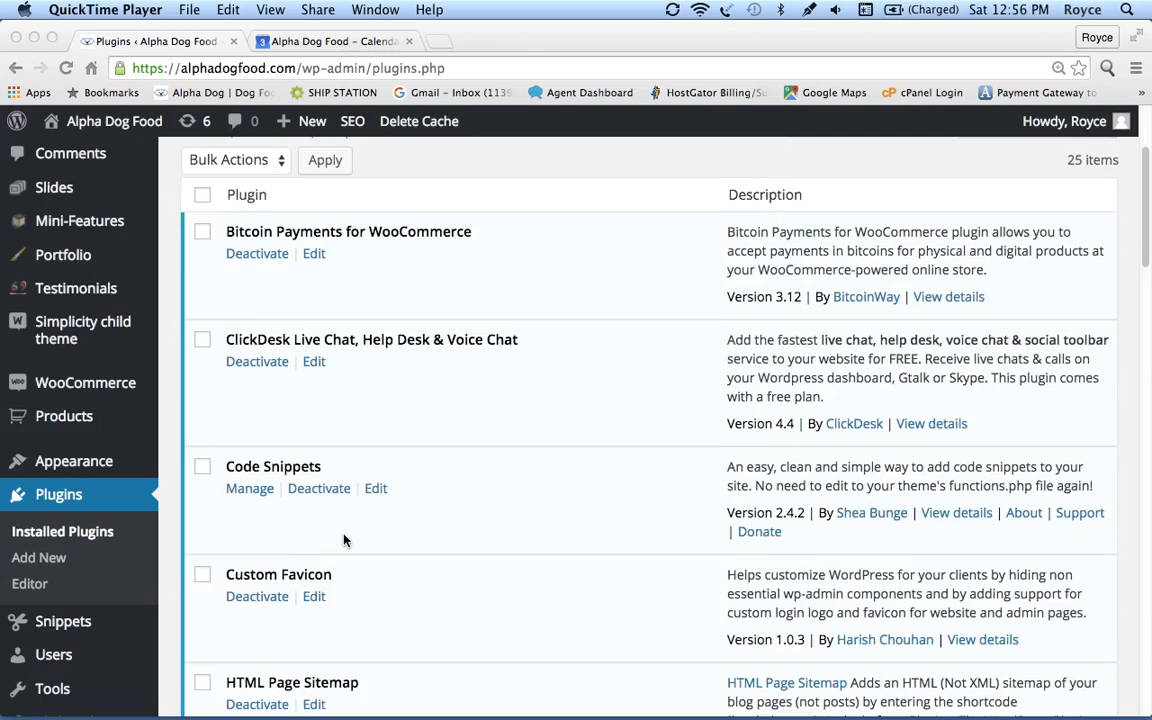 QuickTime Player File Edit View Share Window Help (Charged) Sat 12:56 PM Royce
Plugins ‹ Alpha Dog Food × 3 Alpha Dog Food – Calenda × Royce
https://alphadogfood.com/wp-admin/plugins.php
Apps Bookmarks Alpha Dog | Dog Fo SHIP STATION Gmail – Inbox (1139 Agent Dashboard HostGator Billing/Su Google Maps cP cPanel Login A Payment Gateway to »
Alpha Dog Food 6 0 + New SEO Delete Cache Howdy, Royce
Comments
Slides
Mini-Features
Portfolio
Testimonials
Simplicity child
theme
WooCommerce
Products
Appearance
Plugins
Installed Plugins
Add New
Editor
Snippets
Users
Tools
Bulk Actions Apply 25 items
Plugin Description
Bitcoin Payments for WooCommerce
Deactivate | Edit
Bitcoin Payments for WooCommerce plugin allows you to
accept payments in bitcoins for physical and digital products at
your WooCommerce-powered online store.
Version 3.12 | By BitcoinWay | View details
ClickDesk Live Chat, Help Desk & Voice Chat
Deactivate | Edit
Add the fastest live chat, help desk, voice chat & social toolbar
service to your website for FREE. Receive live chats & calls on
your Wordpress dashboard, Gtalk or Skype. This plugin comes
with a free plan.
Version 4.4 | By ClickDesk | View details
Code Snippets
Manage | Deactivate | Edit
An easy, clean and simple way to add code snippets to your
site. No need to edit to your theme's functions.php file again!
Version 2.4.2 | By Shea Bunge | View details | About | Support
| Donate
Custom Favicon
Deactivate | Edit
Helps customize WordPress for your clients by hiding non
essential wp-admin components and by adding support for
custom login logo and favicon for website and admin pages.
Version 1.0.3 | By Harish Chouhan | View details
HTML Page Sitemap
Deactivate | Edit
HTML Page Sitemap Adds an HTML (Not XML) sitemap of your
blog pages (not posts) by entering the shortcode